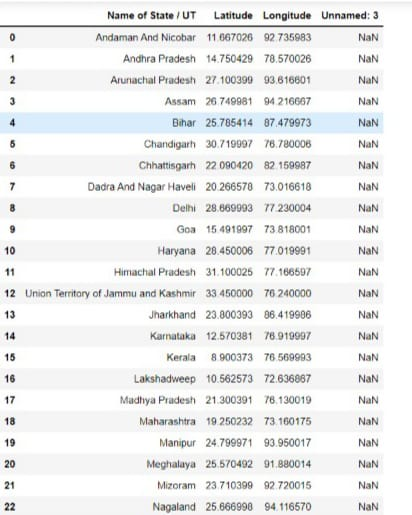 Name of State / UT Latitude Longitude Unnamed: 3
0 Andaman And Nicobar 11.667026 92.735983 NaN
1 Andhra Pradesh 14.750429 78.570026 NaN
2 Arunachal Pradesh 27.100399 93.616601 NaN
3 Assam 26.749981 94.216667 NaN
4 Bihar 25.785414 87.479973 NaN
5 Chandigarh 30.719997 76.780006 NaN
6 Chhattisgarh 22.090420 82.159987 NaN
7 Dadra And Nagar Haveli 20.266578 73.016618 NaN
8 Delhi 28.669993 77.230004 NaN
9 Goa 15.491997 73.818001 NaN
10 Haryana 28.450006 77.019991 NaN
11 Himachal Pradesh 31.100025 77.166597 NaN
12 Union Territory of Jammu and Kashmir 33.450000 76.240000 NaN
13 Jharkhand 23.800393 86.419986 NaN
14 Karnataka 12.570381 76.919997 NaN
15 Kerala 8.900373 76.569993 NaN
16 Lakshadweep 10.562573 72.636867 NaN
17 Madhya Pradesh 21.300391 76.130019 NaN
18 Maharashtra 19.250232 73.160175 NaN
19 Manipur 24.799971 93.950017 NaN
20 Meghalaya 25.570492 91.880014 NaN
21 Mizoram 23.710399 92.720015 NaN
22 Nagaland 25.666998 94.116570 NaN